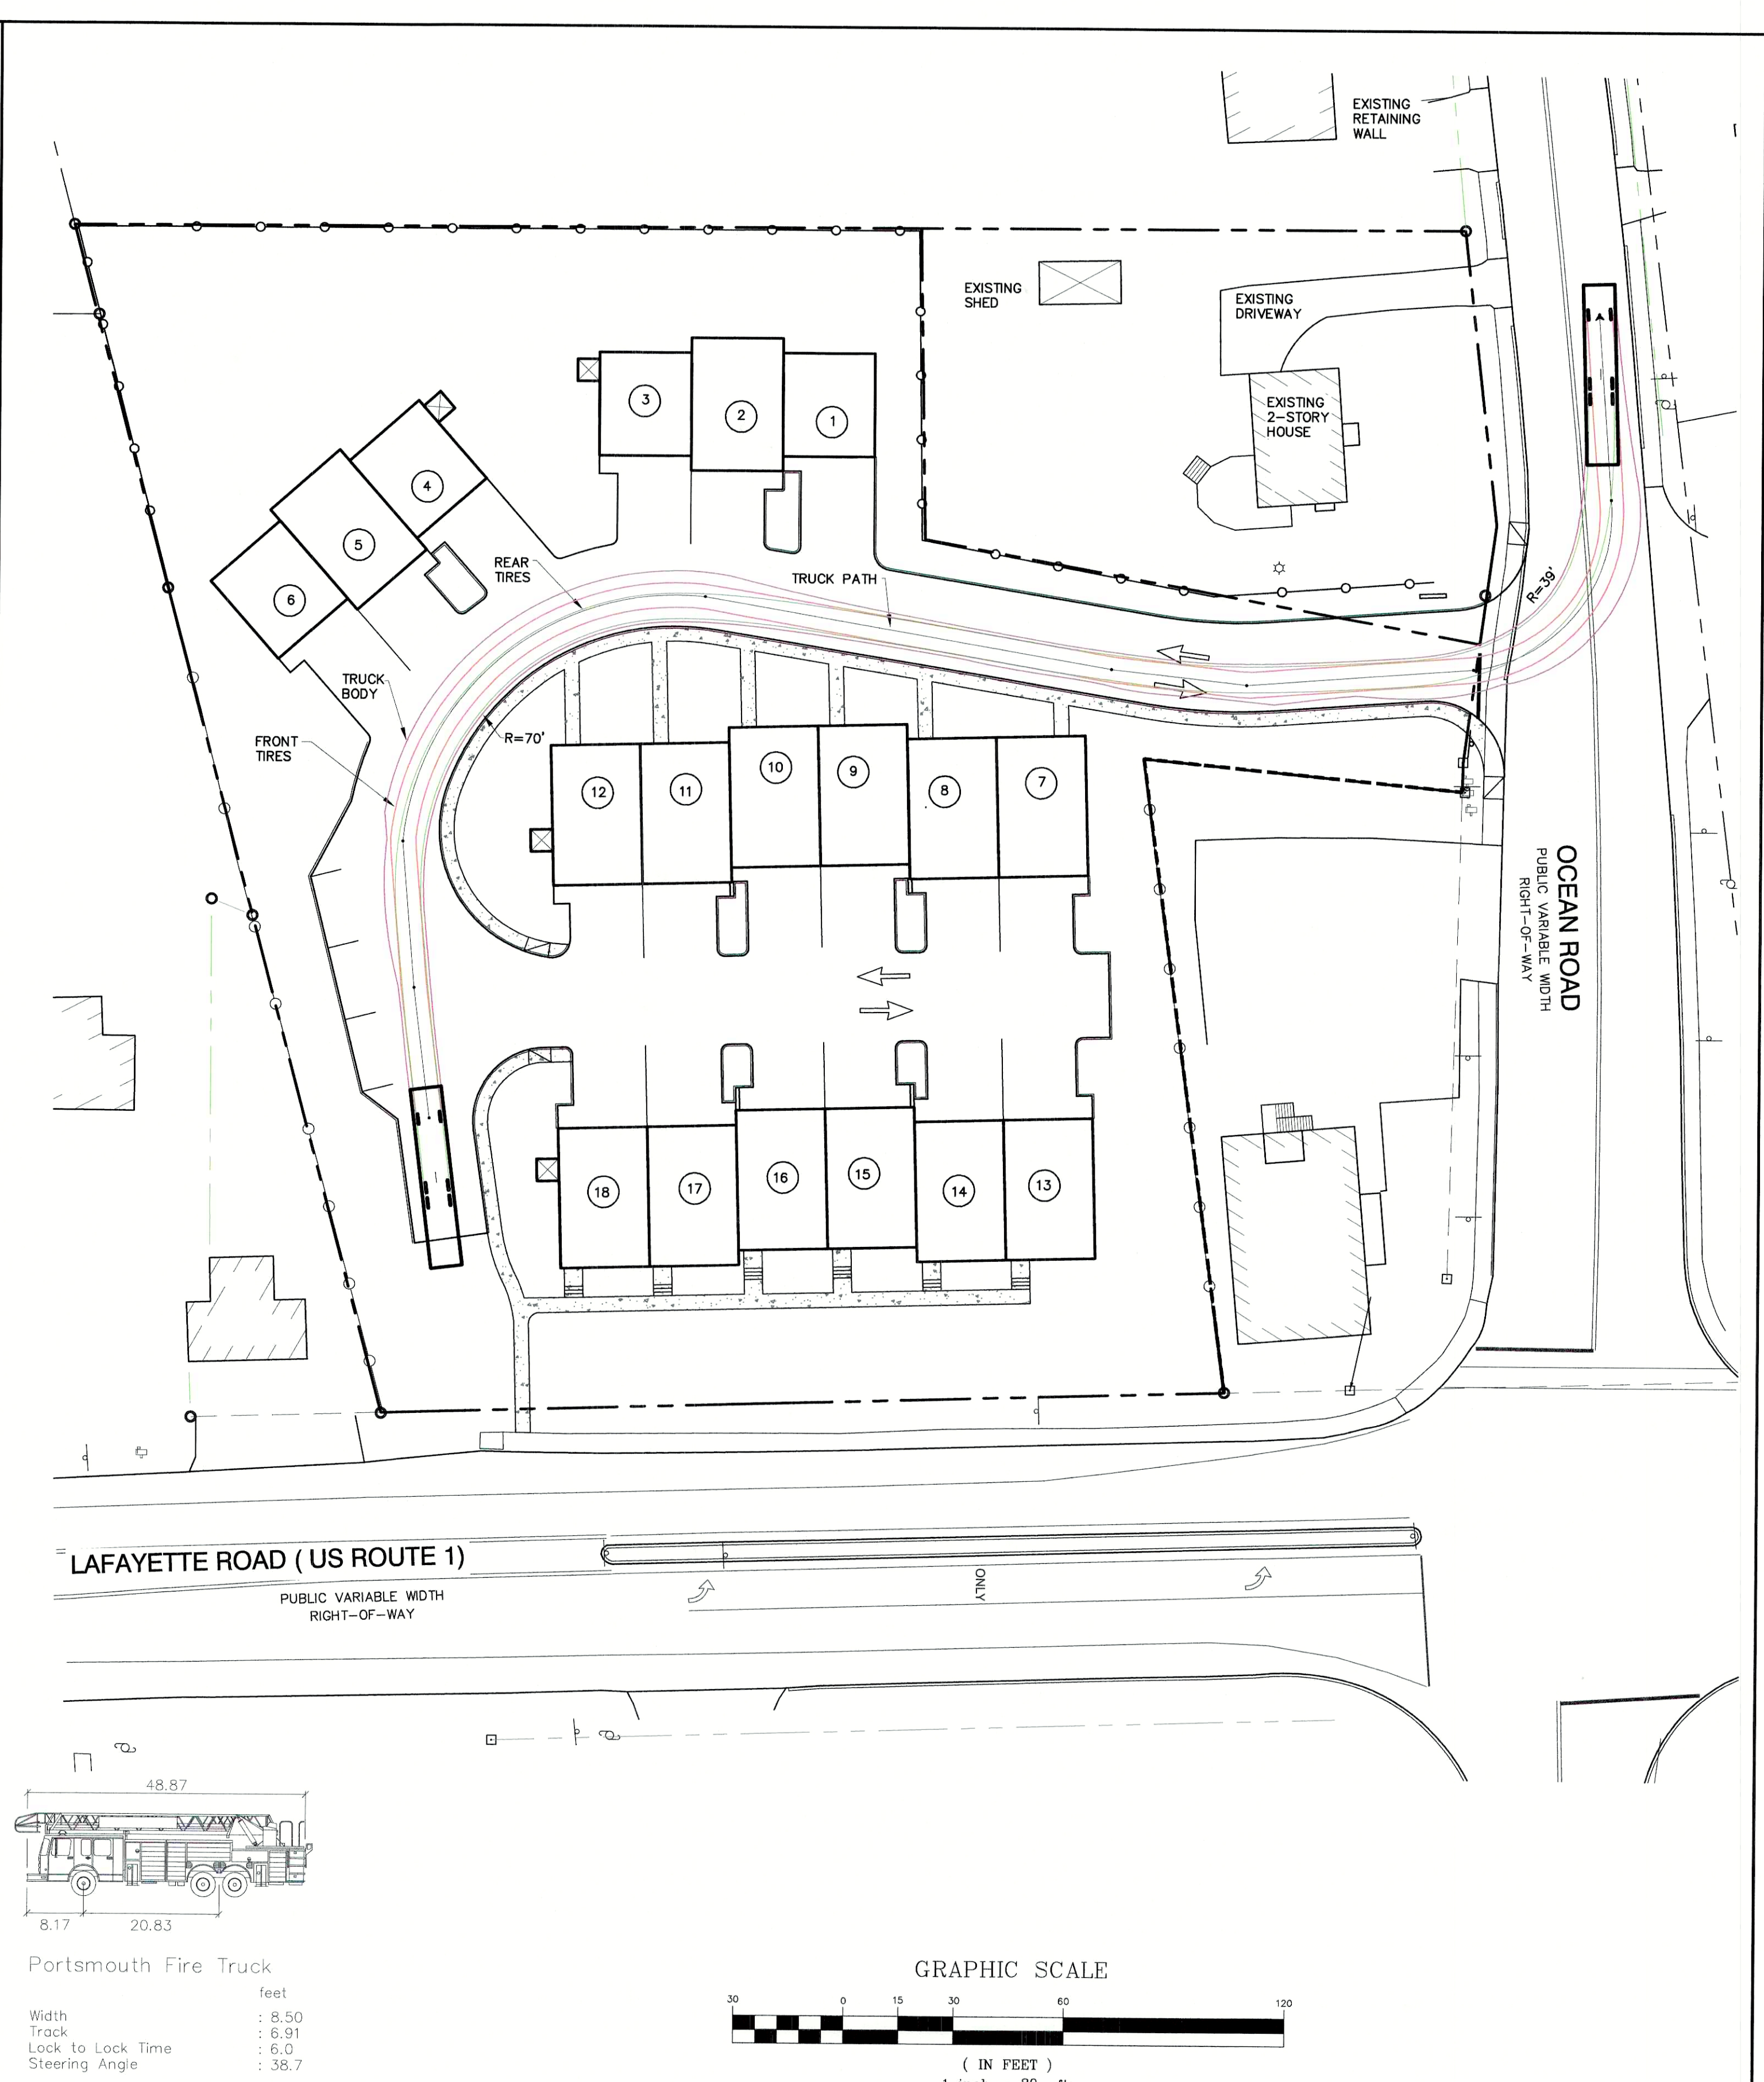 EXISTING
RETAINING
WALL
EXISTING
SHED
EXISTING
DRIVEWAY
EXISTING
2-STORY
HOUSE
3
2
1
4
5
6
REAR
TIRES
TRUCK PATH
R=39'
TRUCK
BODY
FRONT
TIRES
R=70'
12
11
10
9
8
7
OCEAN ROAD
PUBLIC VARIABLE WIDTH
RIGHT-OF-WAY
18
17
16
15
14
13
LAFAYETTE ROAD ( US ROUTE 1)
PUBLIC VARIABLE WIDTH
RIGHT-OF-WAY
ONLY
48.87
8.17
20.83
Portsmouth Fire Truck
feet
Width : 8.50
Track : 6.91
Lock to Lock Time : 6.0
Steering Angle : 38.7
GRAPHIC SCALE
30 0 15 30 60 120
( IN FEET )